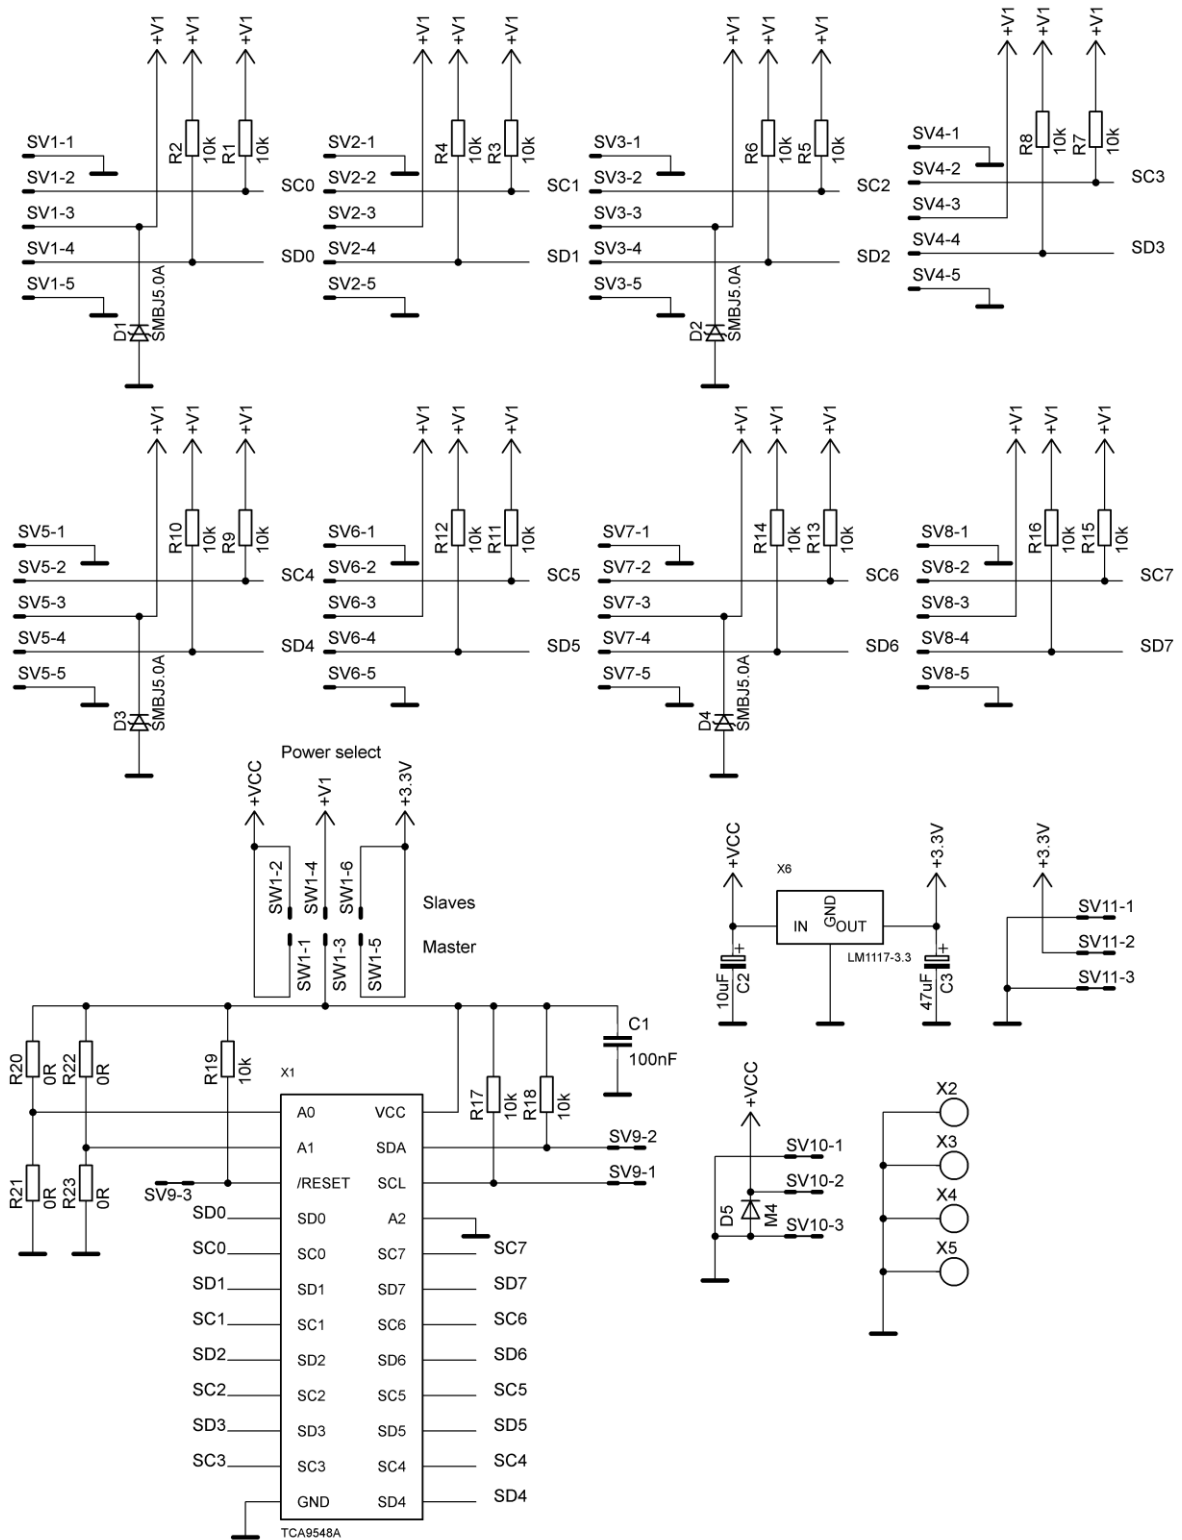 +V1 +V1 +V1 +V1 +V1 +V1 +V1 +V1 +V1 +V1 +V1 +V1
R2 10k R1 10k R4 10k R3 10k R6 10k R5 10k R8 10k R7 10k
SV1-1 SV2-1 SV3-1 SV4-1
SV1-2 SC0 SV2-2 SC1 SV3-2 SC2 SV4-2 SC3
SV1-3 SV2-3 SV3-3 SV4-3
SV1-4 SD0 SV2-4 SD1 SV3-4 SD2 SV4-4 SD3
SV1-5 SV2-5 SV3-5 SV4-5
D1 SMBJ5.0A D2 SMBJ5.0A
+V1 +V1 +V1 +V1 +V1 +V1 +V1 +V1 +V1 +V1 +V1 +V1
R10 10k R9 10k R12 10k R11 10k R14 10k R13 10k R16 10k R15 10k
SV5-1 SV6-1 SV7-1 SV8-1
SV5-2 SC4 SV6-2 SC5 SV7-2 SC6 SV8-2 SC7
SV5-3 SV6-3 SV7-3 SV8-3
SV5-4 SD4 SV6-4 SD5 SV7-4 SD6 SV8-4 SD7
SV5-5 SV6-5 SV7-5 SV8-5
D3 SMBJ5.0A D4 SMBJ5.0A
Power select
+VCC +V1 +3.3V
SW1-2 SW1-4 SW1-6
Slaves
SW1-1 SW1-3 SW1-5
Master
+VCC +3.3V +3.3V
X6
IN GND OUT
LM1117-3.3
10uF C2 47uF C3
SV11-1
SV11-2
SV11-3
R20 0R R22 0R R19 10k
R17 10k R18 10k
C1
100nF
R21 0R R23 0R
X1
A0 VCC
A1 SDA SV9-2
SV9-3 /RESET SCL SV9-1
SD0 SD0 A2
SC0 SC0 SC7 SC7
SD1 SD1 SD7 SD7
SC1 SC1 SC6 SC6
SD2 SD2 SD6 SD6
SC2 SC2 SC5 SC5
SD3 SD3 SD5 SD5
SC3 SC3 SC4 SC4
GND SD4 SD4
TCA9548A
+VCC
SV10-1
SV10-2
D5 M4
SV10-3
X2
X3
X4
X5